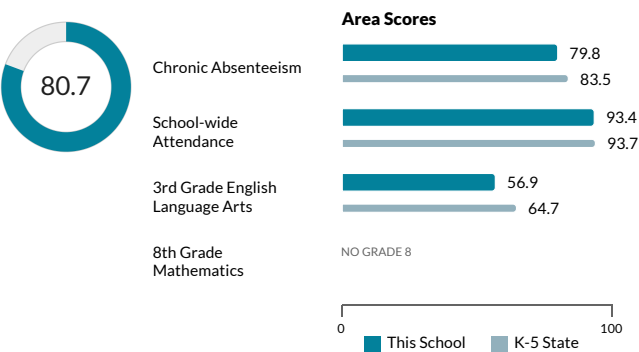 80.7
Area Scores
Chronic Absenteeism
79.8
83.5
School-wide
Attendance
93.4
93.7
3rd Grade English
Language Arts
56.9
64.7
8th Grade
Mathematics
NO GRADE 8
0
100
This School
K-5 State